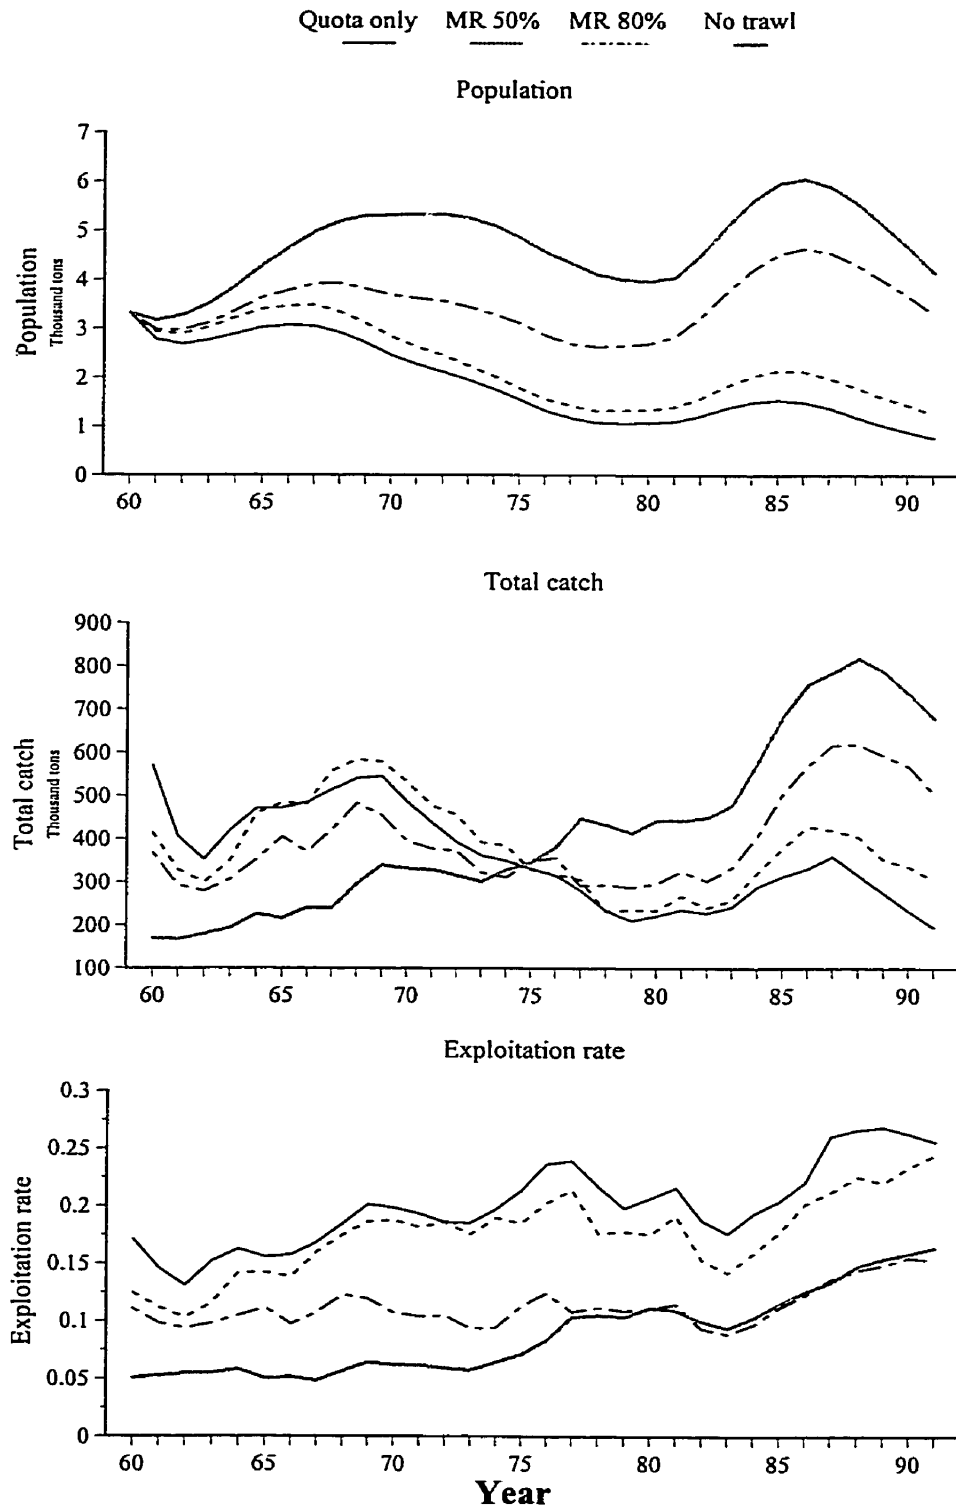 Quota only MR 50% MR 80% No trawl
Population
7
6
5
4
3
2
1
0
Population
Thousand tons
60 65 70 75 80 85 90
Total catch
900
800
700
600
500
400
300
200
100
Total catch
Thousand tons
60 65 70 75 80 85 90
Exploitation rate
0.3
0.25
0.2
0.15
0.1
0.05
0
Exploitation rate
60 65 70 75 80 85 90
Year